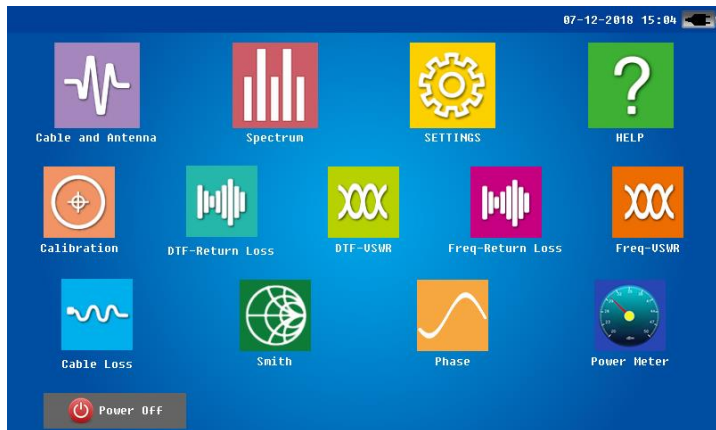 07-12-2018 15:04
Cable and Antenna
Spectrum
SETTINGS
HELP
Calibration
DTF-Return Loss
DTF-VSWR
Freq-Return Loss
Freq-VSWR
Cable Loss
Smith
Phase
Power Meter
Power Off